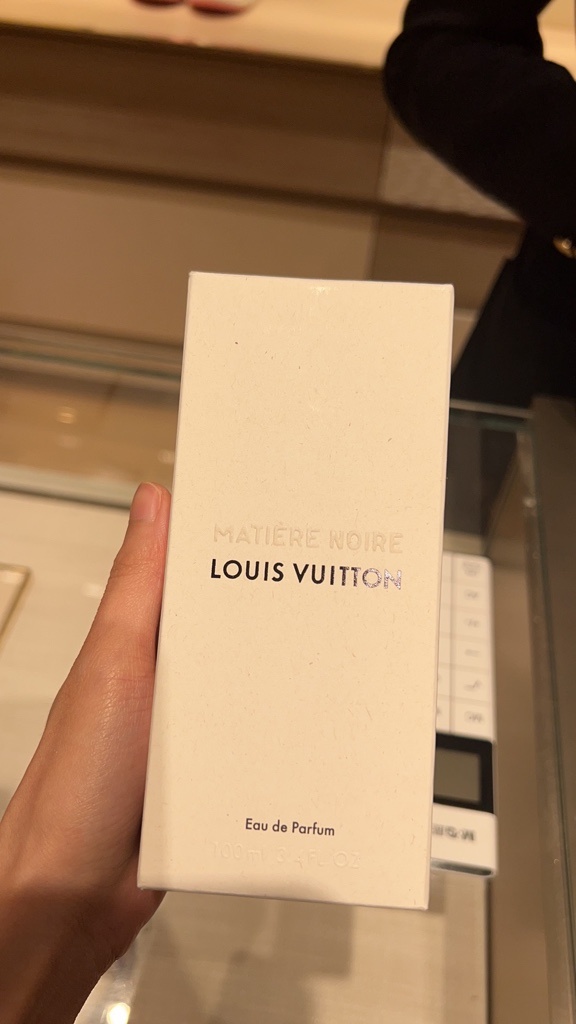 MATIÈRE NOIRE
LOUIS VUITTON
Eau de Parfum
100 ml 3.4 FL OZ